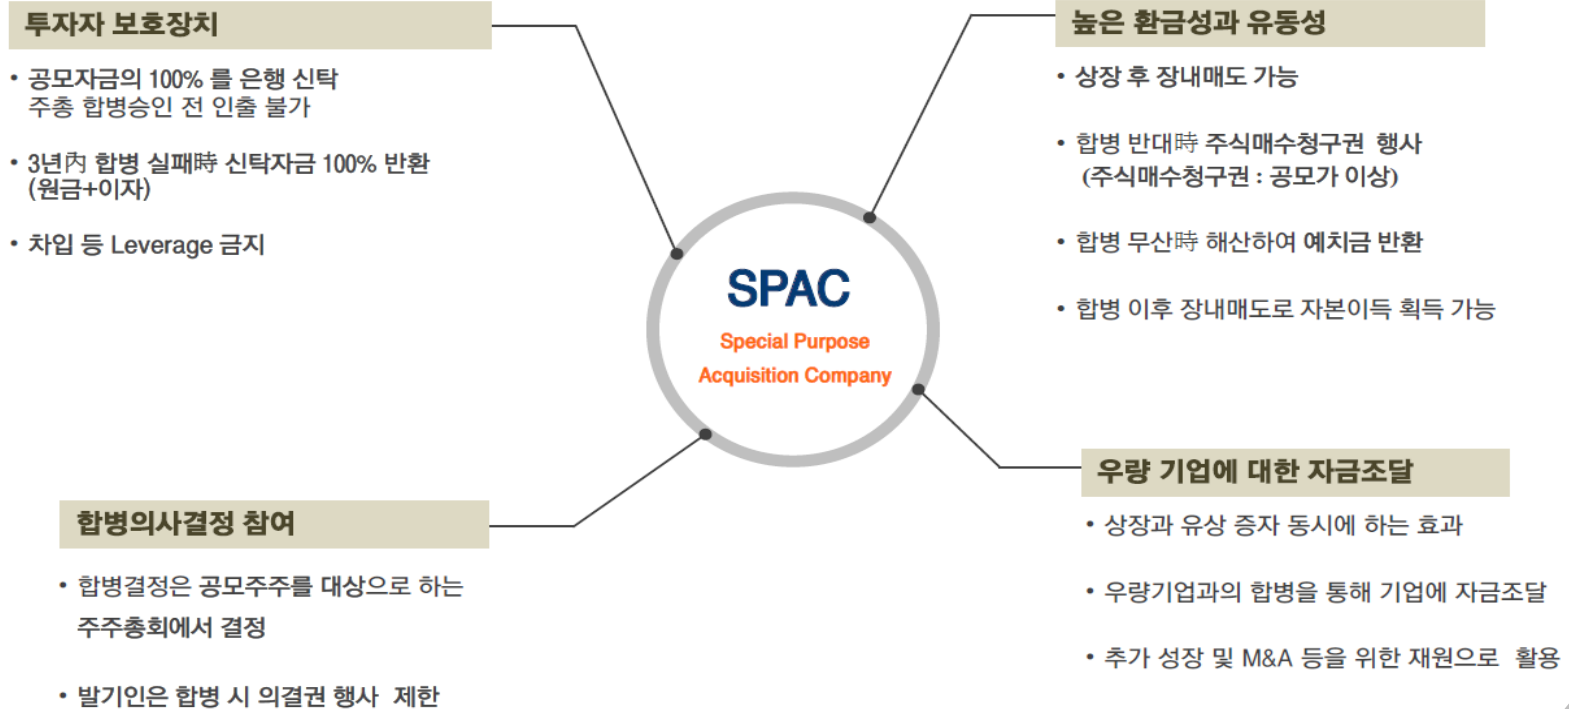 투자자 보호장치
• 공모자금의 100% 를 은행 신탁
주총 합병승인 전 인출 불가
• 3년內 합병 실패時 신탁자금 100% 반환
(원금+이자)
• 차입 등 Leverage 금지
높은 환금성과 유동성
• 상장 후 장내매도 가능
• 합병 반대時 주식매수청구권 행사
(주식매수청구권 : 공모가 이상)
• 합병 무산時 해산하여 예치금 반환
• 합병 이후 장내매도로 자본이득 획득 가능
SPAC
Special Purpose
Acquisition Company
합병의사결정 참여
• 합병결정은 공모주주를 대상으로 하는
주주총회에서 결정
• 발기인은 합병 시 의결권 행사 제한
우량 기업에 대한 자금조달
• 상장과 유상 증자 동시에 하는 효과
• 우량기업과의 합병을 통해 기업에 자금조달
• 추가 성장 및 M&A 등을 위한 재원으로 활용